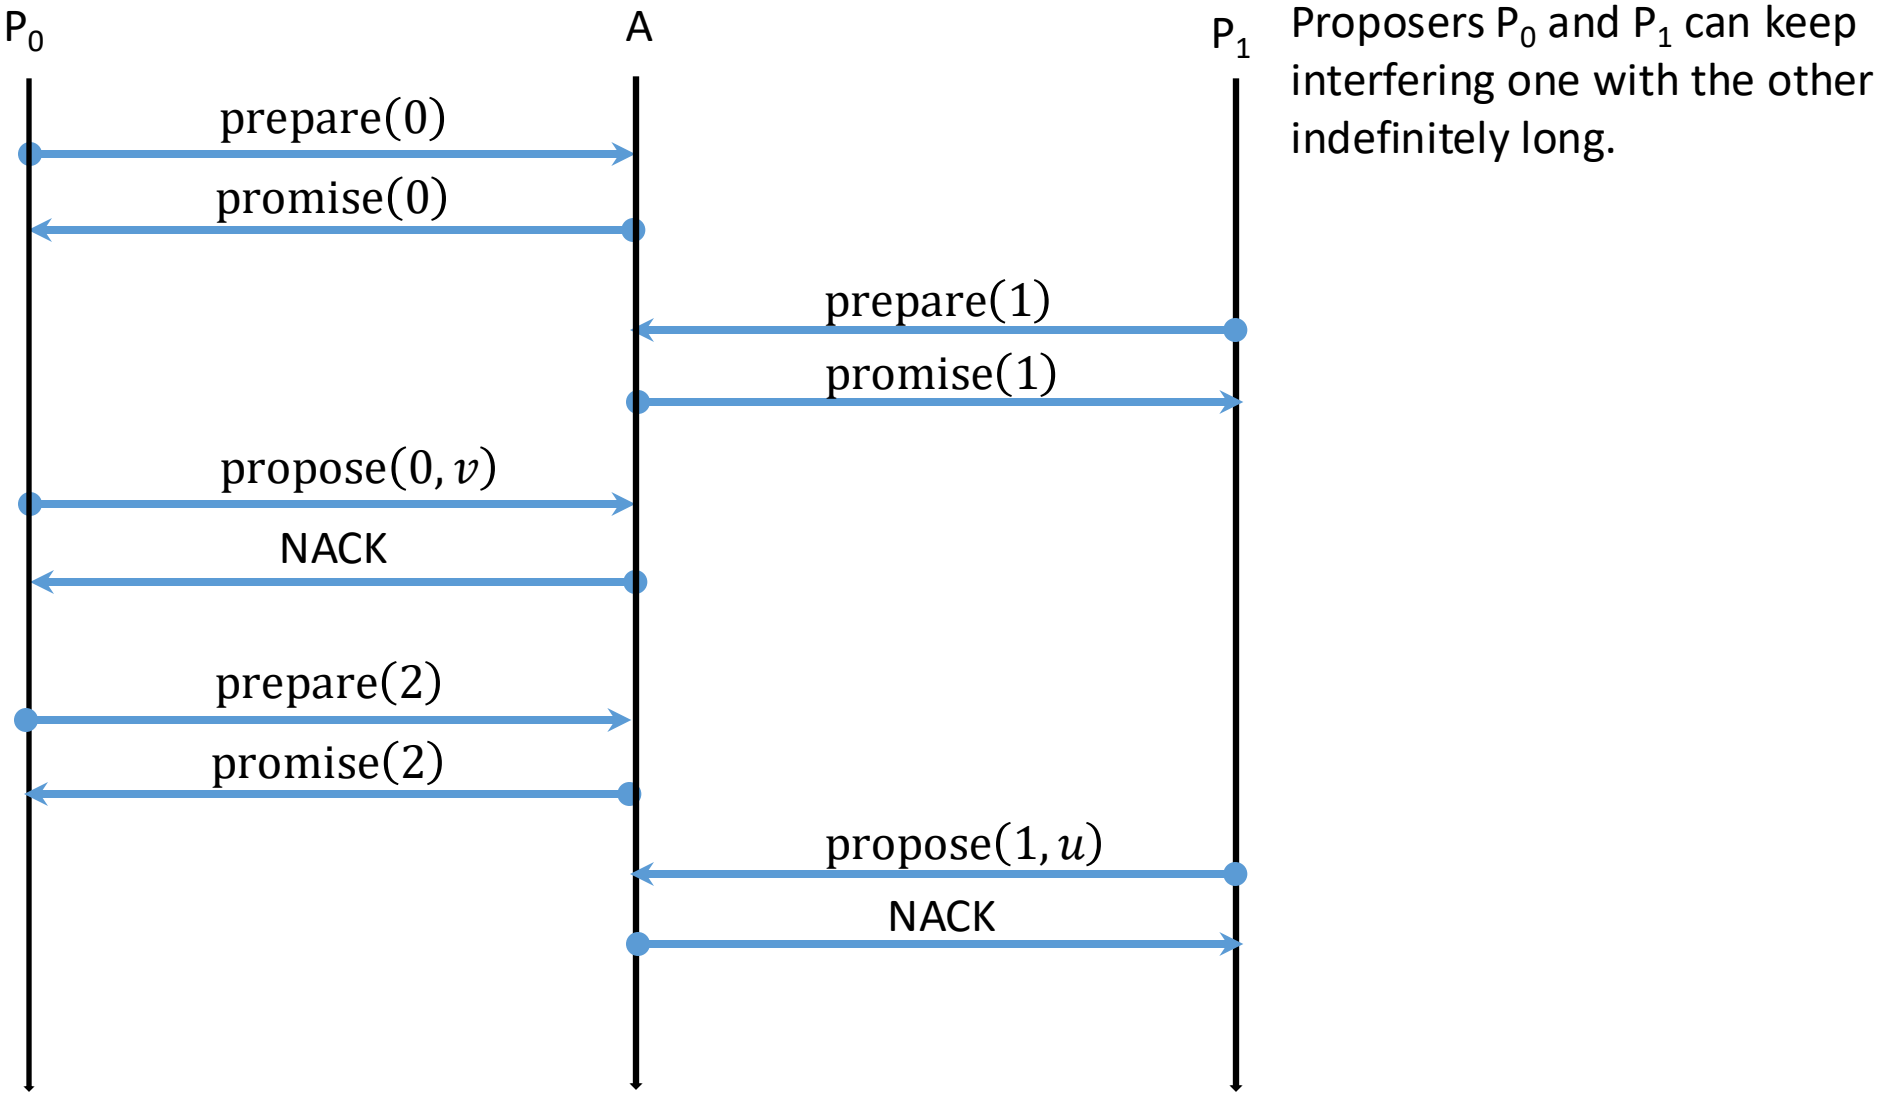 P₀
A
P₁
Proposers P₀ and P₁ can keep
interfering one with the other
indefinitely long.
prepare(0)
promise(0)
prepare(1)
promise(1)
propose(0, v)
NACK
prepare(2)
promise(2)
propose(1, u)
NACK